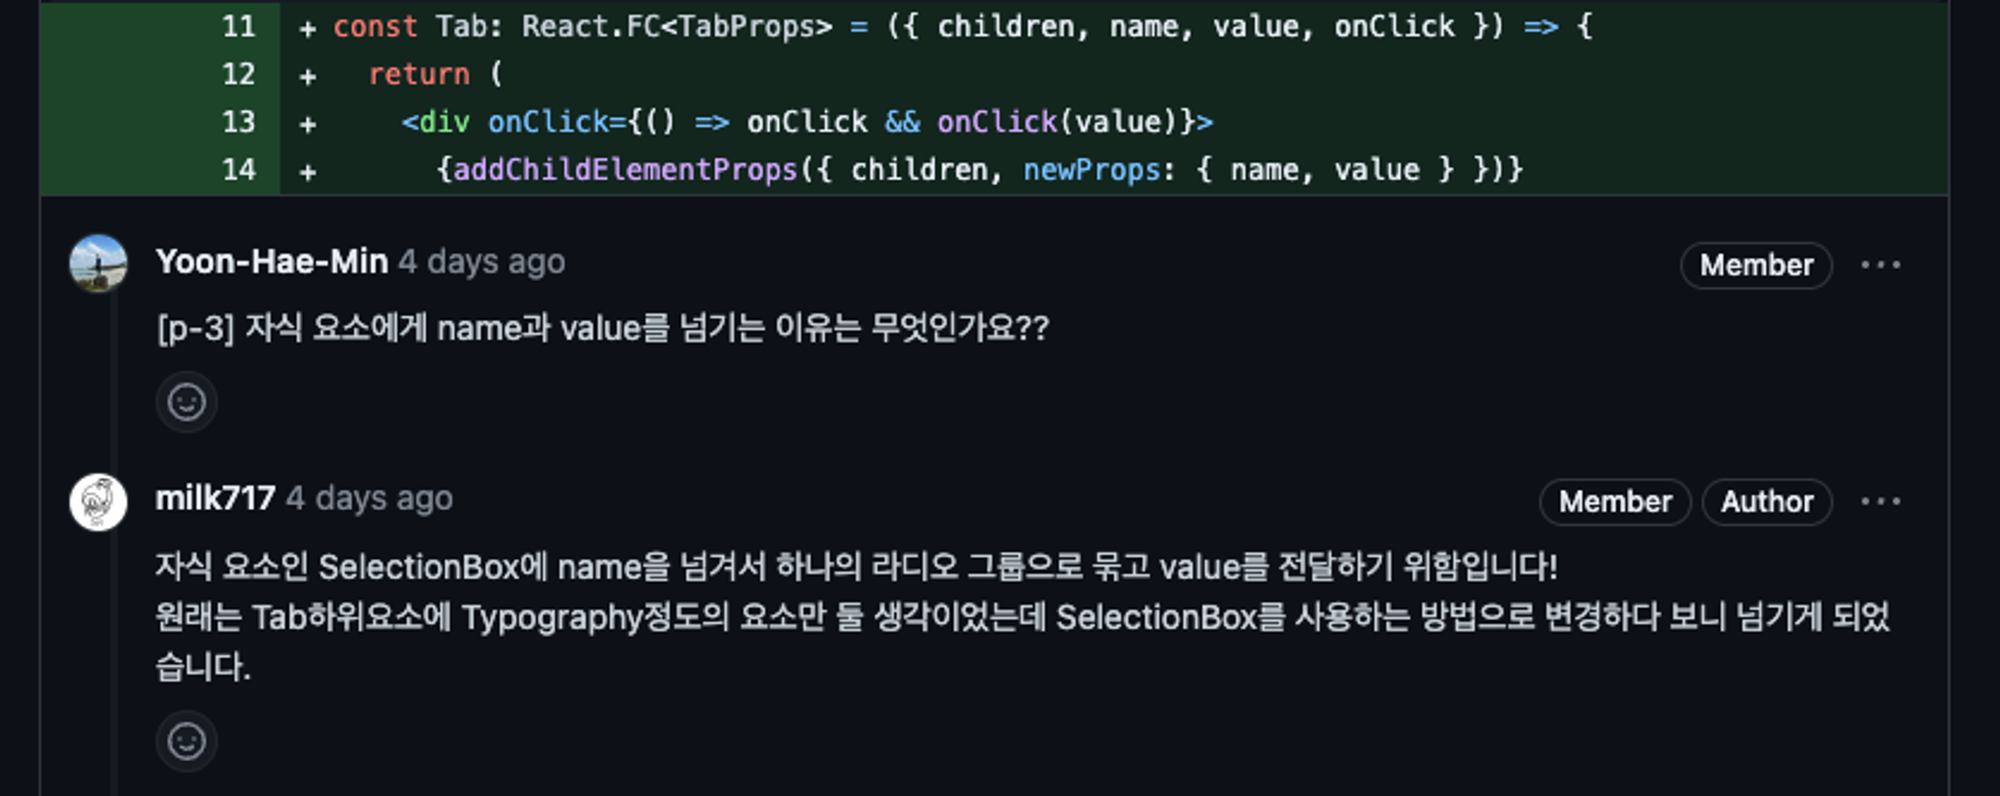 11 + const Tab: React.FC<TabProps> = ({ children, name, value, onClick }) => {
12 + return (
13 + <div onClick={() => onClick && onClick(value)}>
14 + {addChildElementProps({ children, newProps: { name, value } })}
Yoon-Hae-Min 4 days ago Member ...
[p-3] 자식 요소에게 name과 value를 넘기는 이유는 무엇인가요??
milk717 4 days ago Member Author ...
자식 요소인 SelectionBox에 name을 넘겨서 하나의 라디오 그룹으로 묶고 value를 전달하기 위함입니다!
원래는 Tab하위요소에 Typography정도의 요소만 둘 생각이었는데 SelectionBox를 사용하는 방법으로 변경하다 보니 넘기게 되었
습니다.